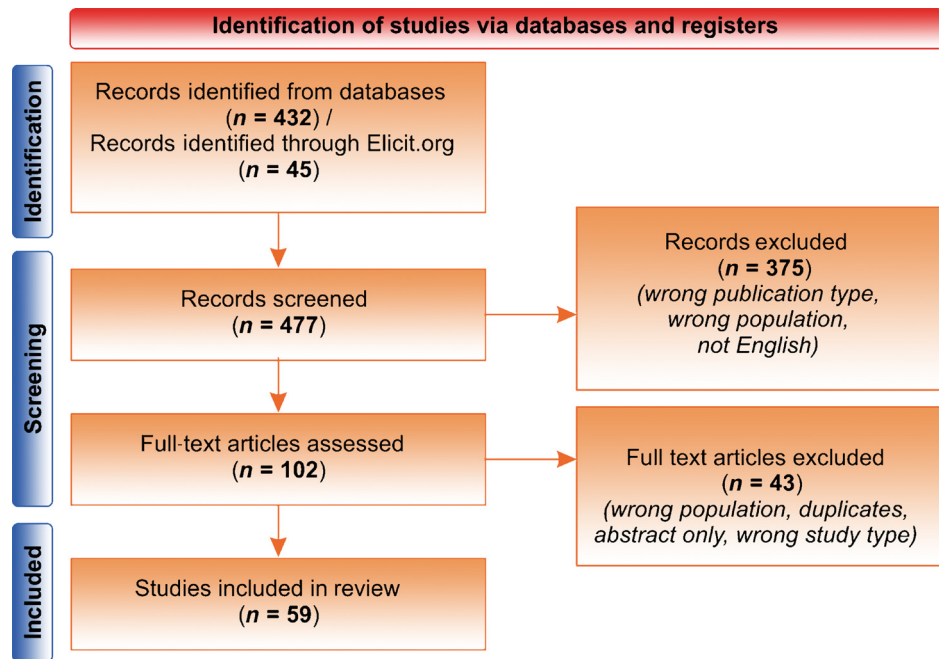 Identification of studies via databases and registers
Identification
Records identified from databases
(n = 432) /
Records identified through Elicit.org
(n = 45)
Screening
Records screened
(n = 477)
Records excluded
(n = 375)
(wrong publication type,
wrong population,
not English)
Full-text articles assessed
(n = 102)
Full text articles excluded
(n = 43)
(wrong population, duplicates,
abstract only, wrong study type)
Included
Studies included in review
(n = 59)